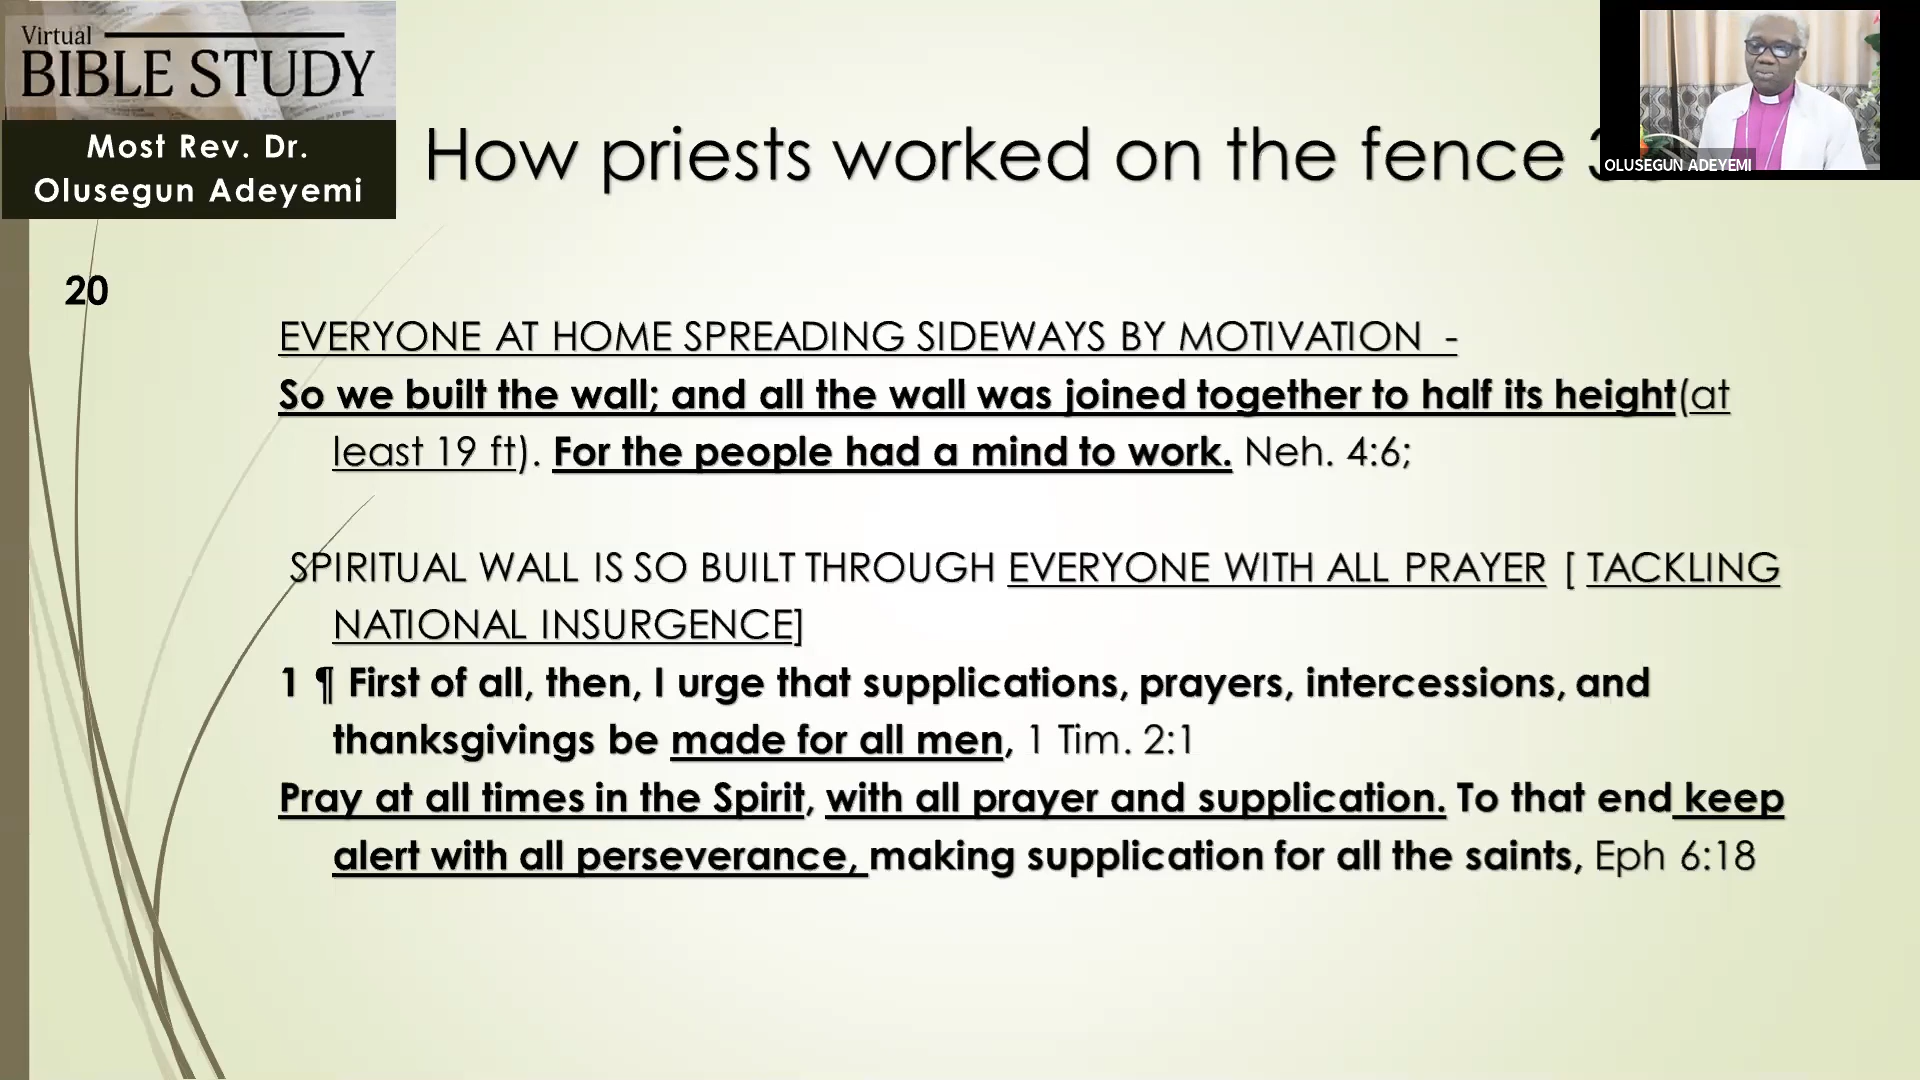 Virtual
BIBLE STUDY
Most Rev. Dr.
Olusegun Adeyemi
How priests worked on the fence
OLUSEGUN ADEYEMI
20
EVERYONE AT HOME SPREADING SIDEWAYS BY MOTIVATION -
So we built the wall; and all the wall was joined together to half its height(at
least 19 ft). For the people had a mind to work. Neh. 4:6;
SPIRITUAL WALL IS SO BUILT THROUGH EVERYONE WITH ALL PRAYER [ TACKLING
NATIONAL INSURGENCE]
1 ¶ First of all, then, I urge that supplications, prayers, intercessions, and
thanksgivings be made for all men, 1 Tim. 2:1
Pray at all times in the Spirit, with all prayer and supplication. To that end keep
alert with all perseverance, making supplication for all the saints, Eph 6:18